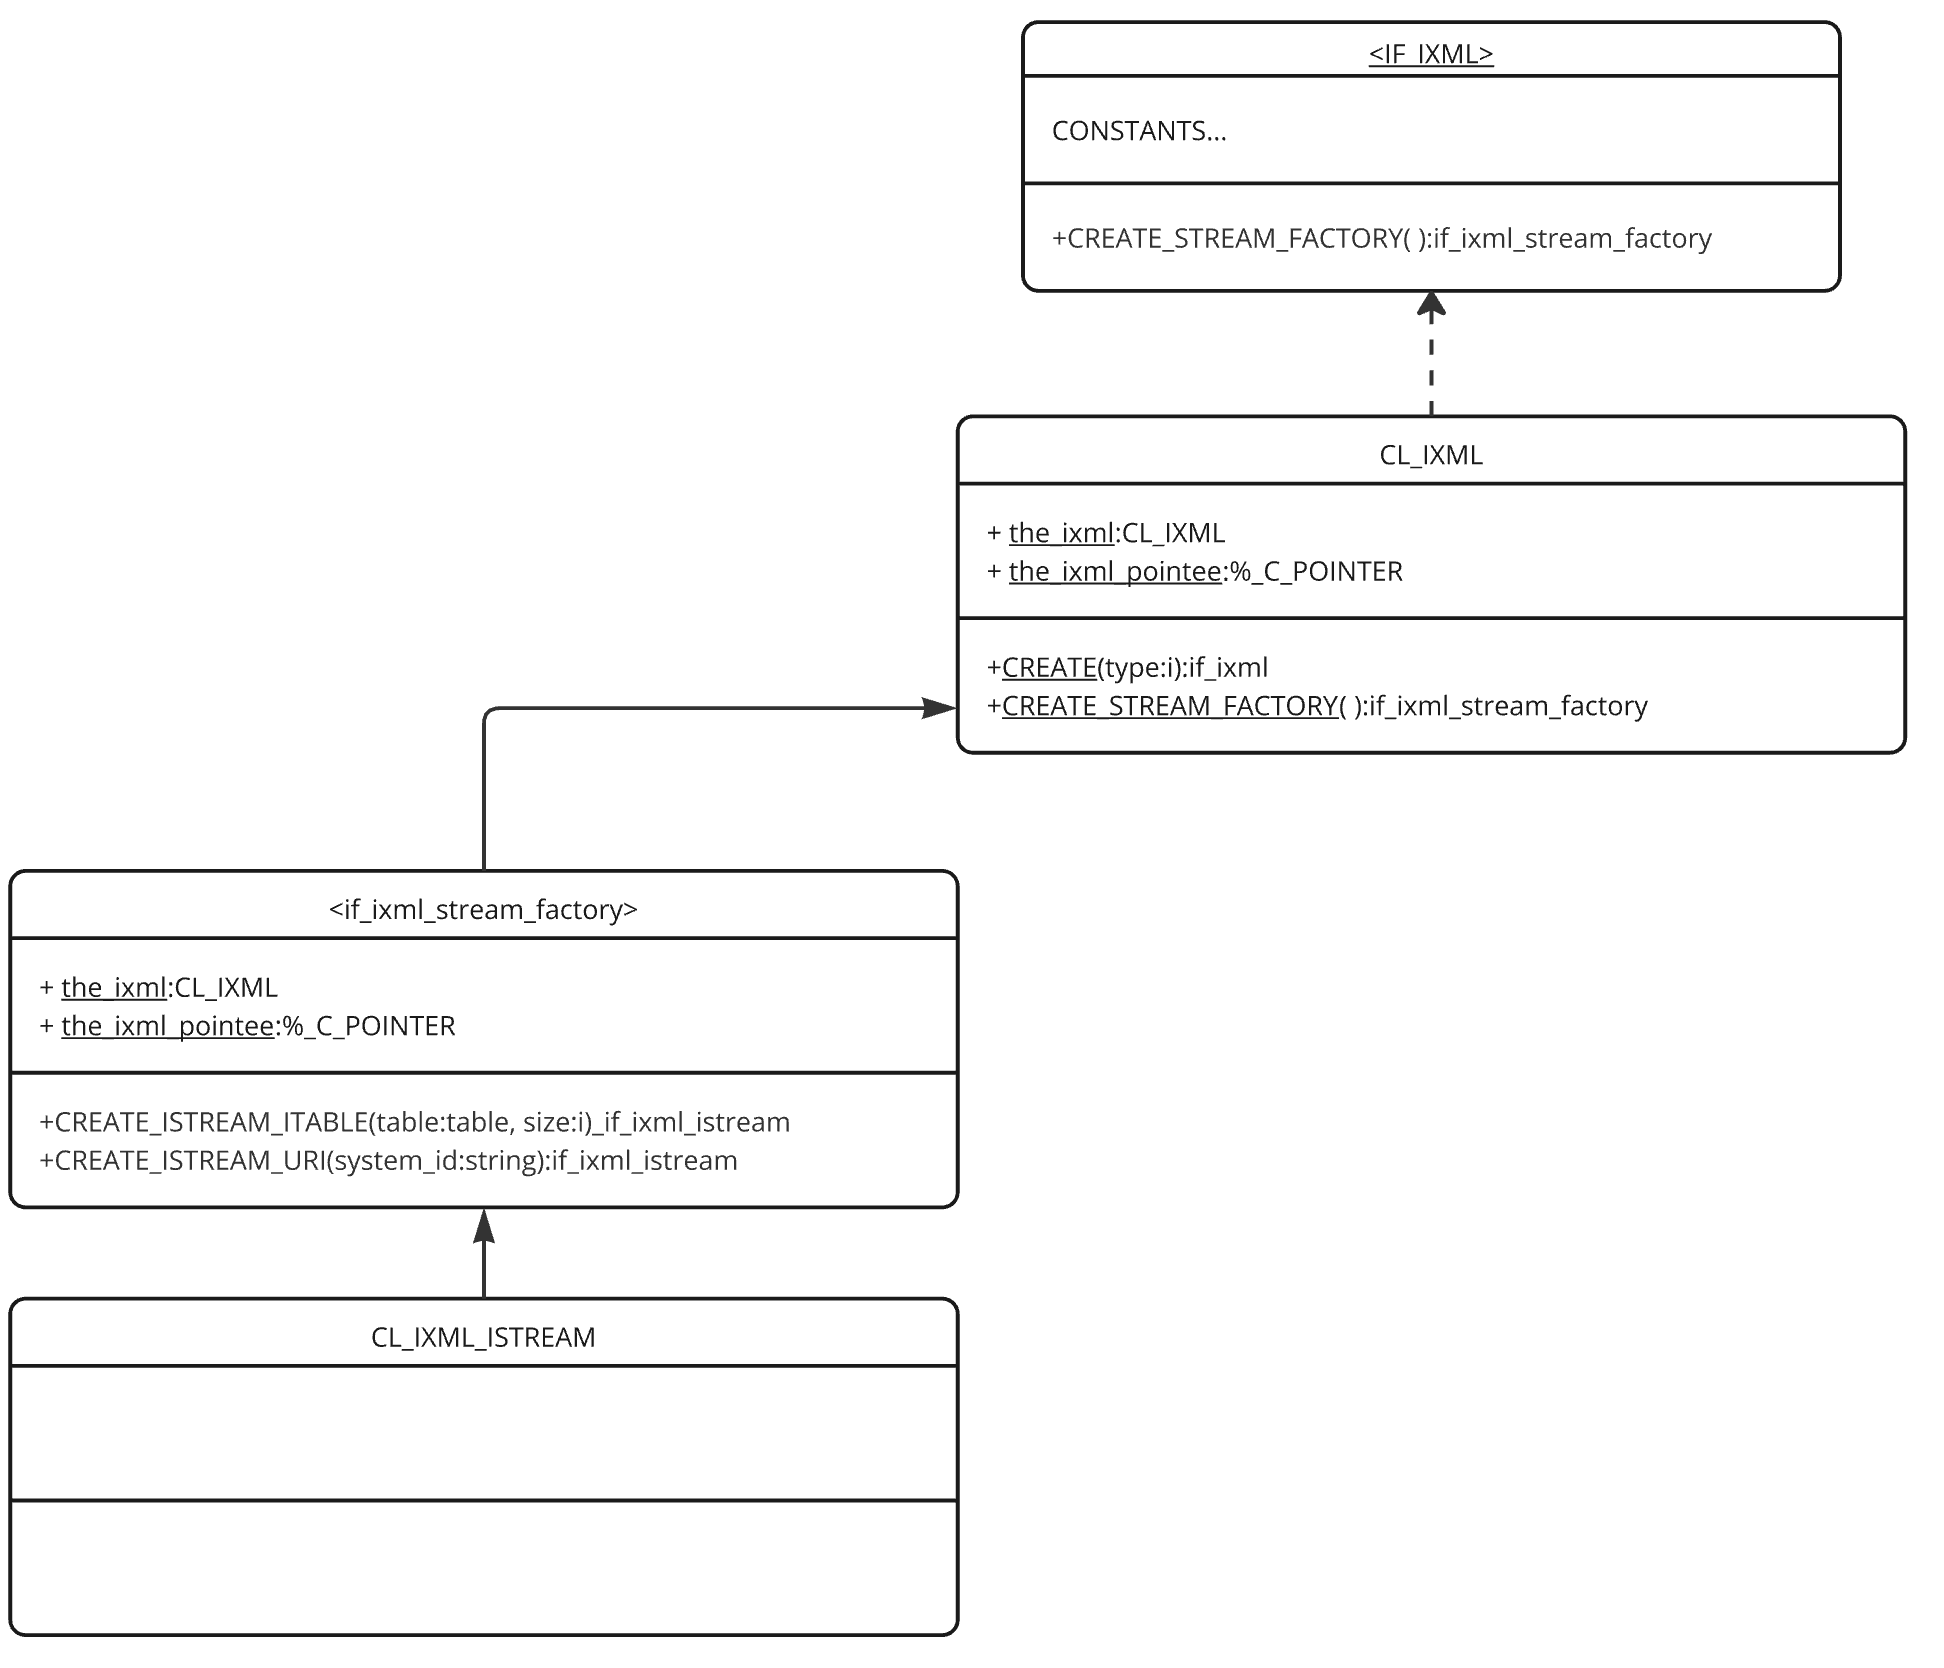 <IF_IXML>
CONSTANTS...
+CREATE_STREAM_FACTORY( ):if_ixml_stream_factory
CL_IXML
+ the_ixml:CL_IXML
+ the_ixml_pointee:%_C_POINTER
+CREATE(type:i):if_ixml
+CREATE_STREAM_FACTORY( ):if_ixml_stream_factory
<if_ixml_stream_factory>
+ the_ixml:CL_IXML
+ the_ixml_pointee:%_C_POINTER
+CREATE_ISTREAM_ITABLE(table:table, size:i)_if_ixml_istream
+CREATE_ISTREAM_URI(system_id:string):if_ixml_istream
CL_IXML_ISTREAM